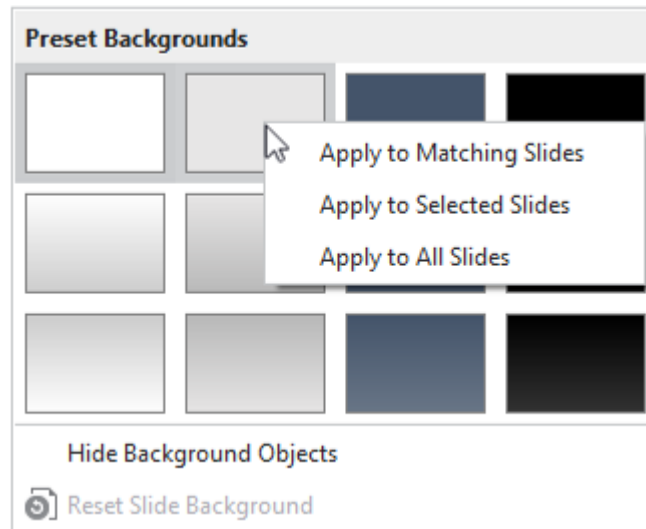 Preset Backgrounds
Apply to Matching Slides
Apply to Selected Slides
Apply to All Slides
Hide Background Objects
Reset Slide Background